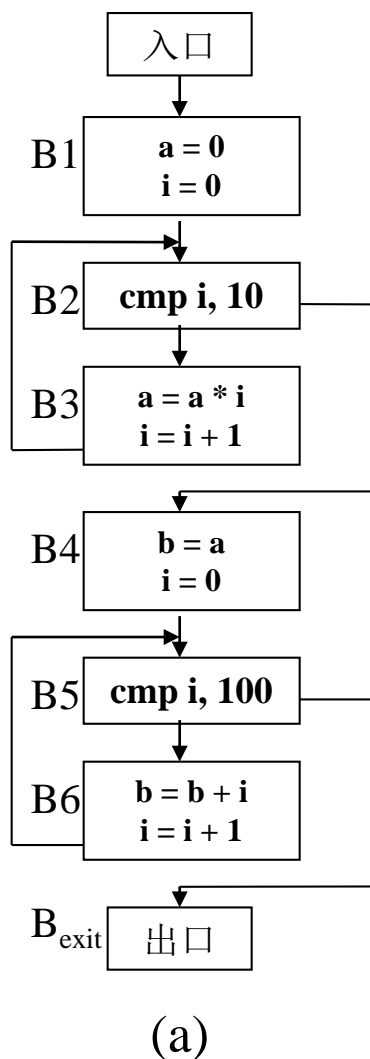 入口
B1
a = 0
i = 0
B2
cmp i, 10
B3
a = a * i
i = i + 1
B4
b = a
i = 0
B5
cmp i, 100
B6
b = b + i
i = i + 1
Bexit
出口
(a)